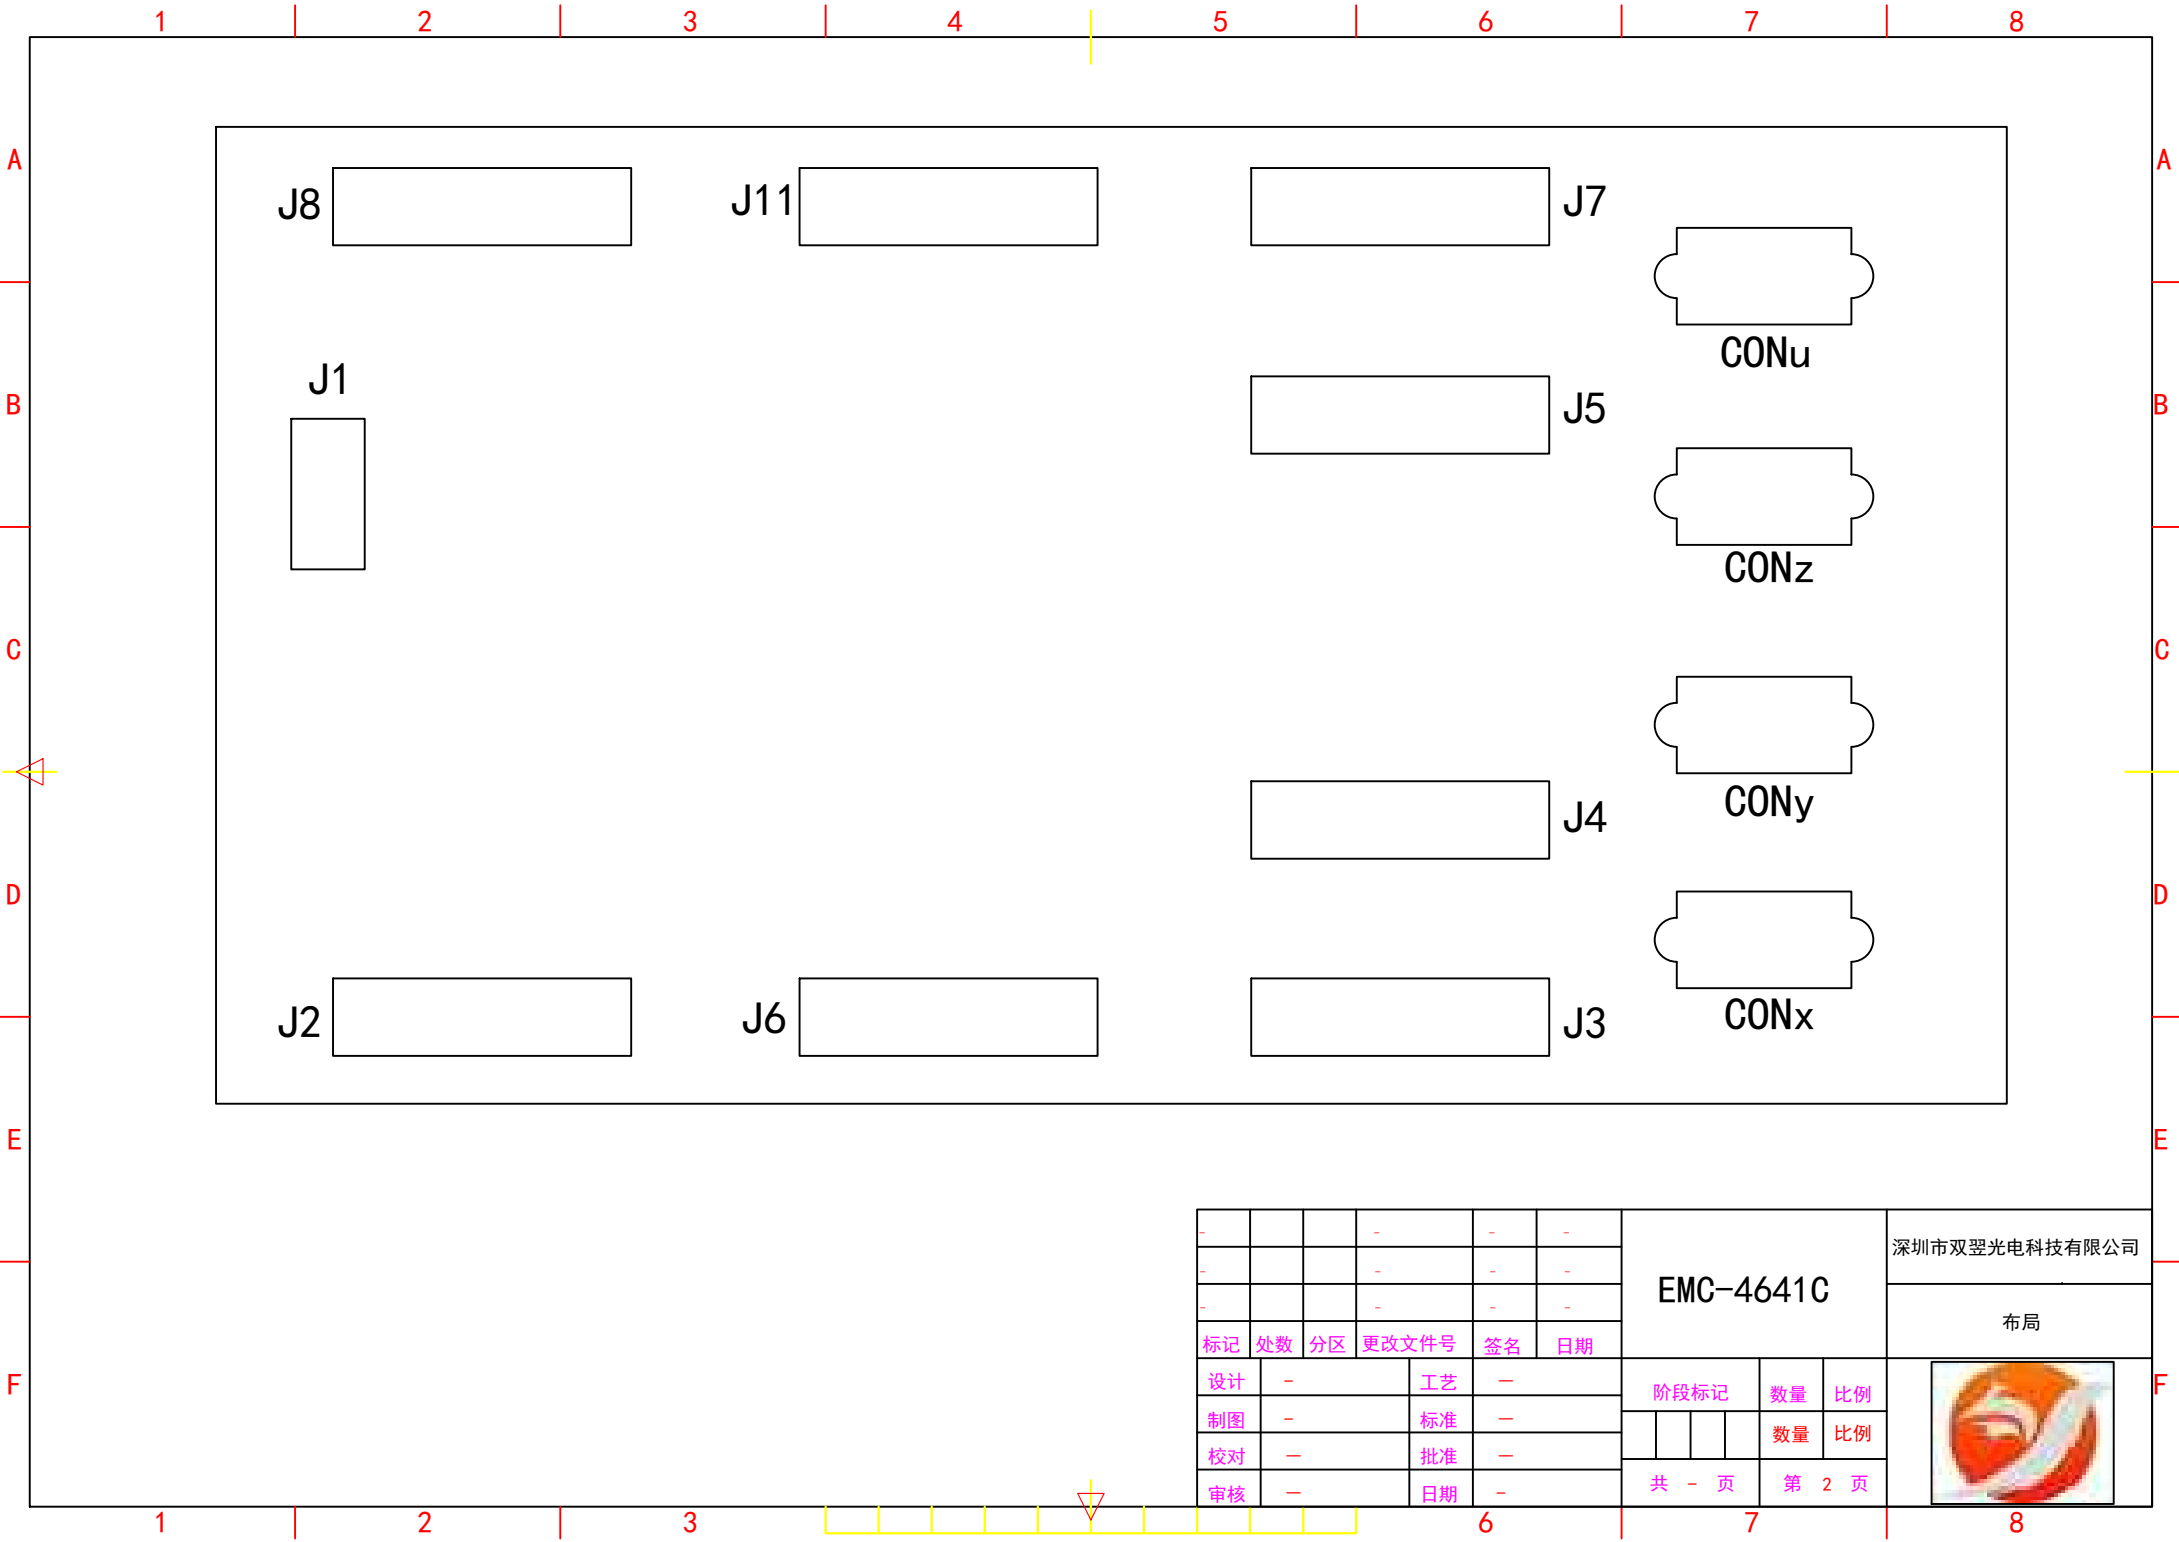 1 2 3 4 5 6 7 8
A A
J8 J11 J7
CONu
J1
B J5 B
CONz
C C
CONy
J4
D D
J2 J6 J3 CONx
E E
- - - -
深圳市双翌光电科技有限公司
- - - -
EMC-4641C
- - - -
布局
标记 处数 分区 更改文件号 签名 日期
F F
设计 - 工艺 —
阶段标记 数量 比例
制图 - 标准 —
数量 比例
校对 — 批准 —
共 - 页 第 2 页
审核 — 日期 -
1 2 3 6 7 8